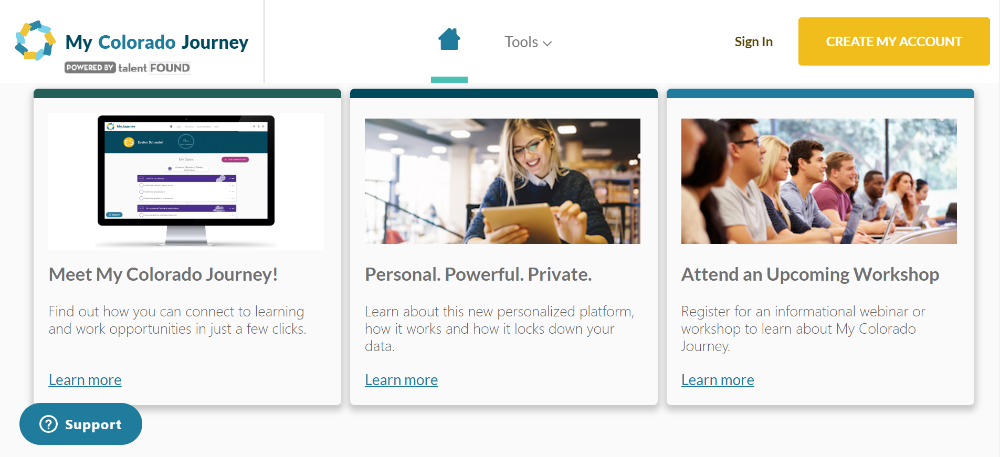 My Colorado Journey
POWERED BY talent FOUND
Tools
Sign In
CREATE MY ACCOUNT
MyJourney
ES
Evelyn Schaedel
My Goals
Support
Meet My Colorado Journey!
Find out how you can connect to learning
and work opportunities in just a few clicks.
Learn more
Personal. Powerful. Private.
Learn about this new personalized platform,
how it works and how it locks down your
data.
Learn more
Attend an Upcoming Workshop
Register for an informational webinar or
workshop to learn about My Colorado
Journey.
Learn more
Support